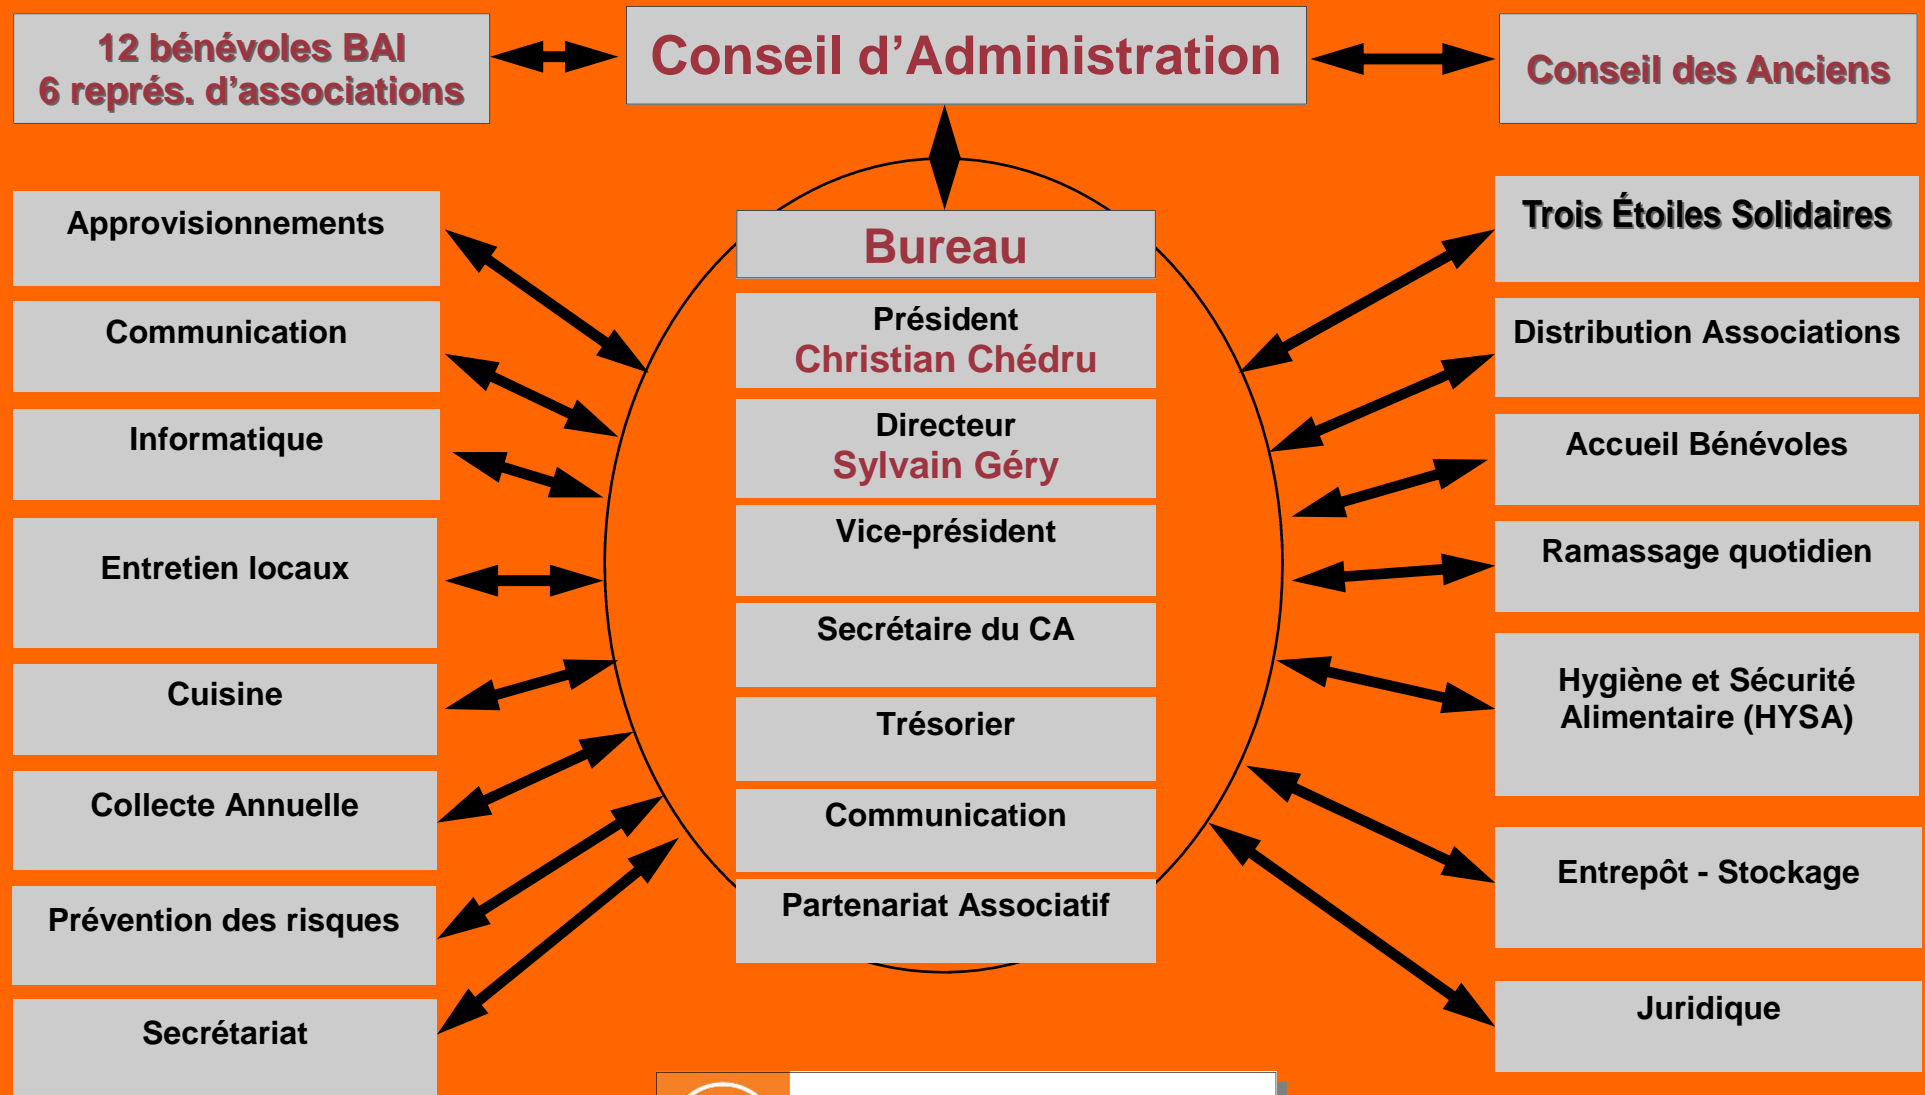 12 bénévoles BAI
6 représ. d’associations
Conseil d’Administration
Conseil des Anciens
Approvisionnements
Communication
Informatique
Entretien locaux
Cuisine
Collecte Annuelle
Prévention des risques
Secrétariat
Bureau
Président
Christian Chédru
Directeur
Sylvain Géry
Vice-président
Secrétaire du CA
Trésorier
Communication
Partenariat Associatif
Trois Étoiles Solidaires
Distribution Associations
Accueil Bénévoles
Ramassage quotidien
Hygiène et Sécurité
Alimentaire (HYSA)
Entrepôt - Stockage
Juridique